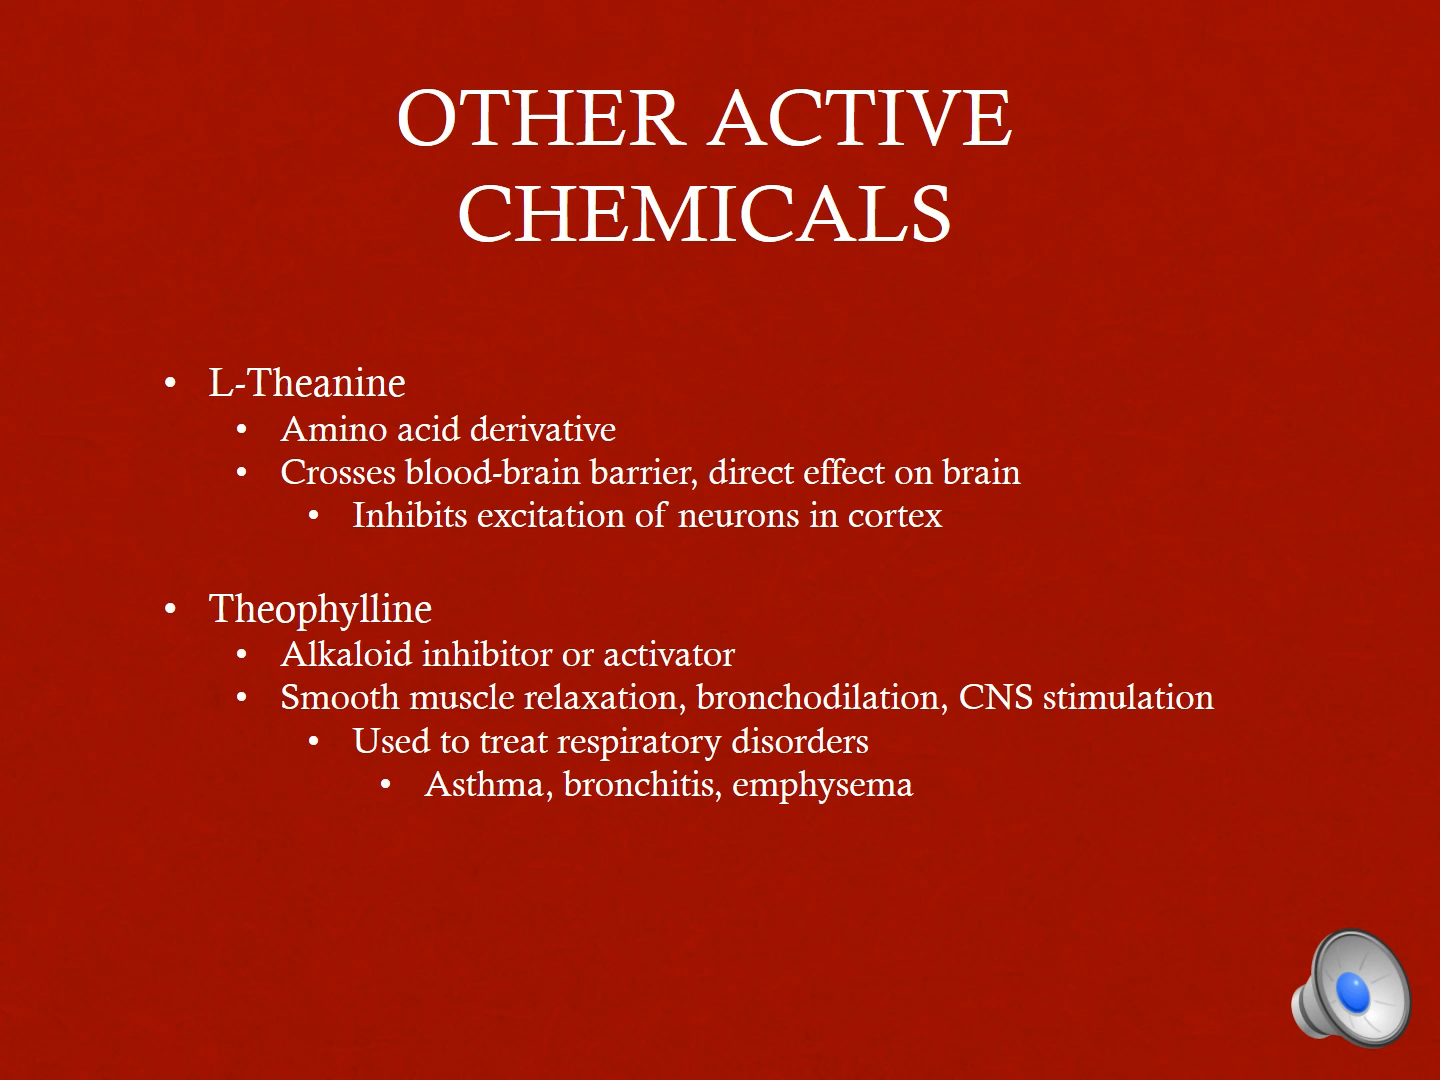 OTHER ACTIVE
CHEMICALS
• L-Theanine
• Amino acid derivative
• Crosses blood-brain barrier, direct effect on brain
• Inhibits excitation of neurons in cortex
• Theophylline
• Alkaloid inhibitor or activator
• Smooth muscle relaxation, bronchodilation, CNS stimulation
• Used to treat respiratory disorders
• Asthma, bronchitis, emphysema